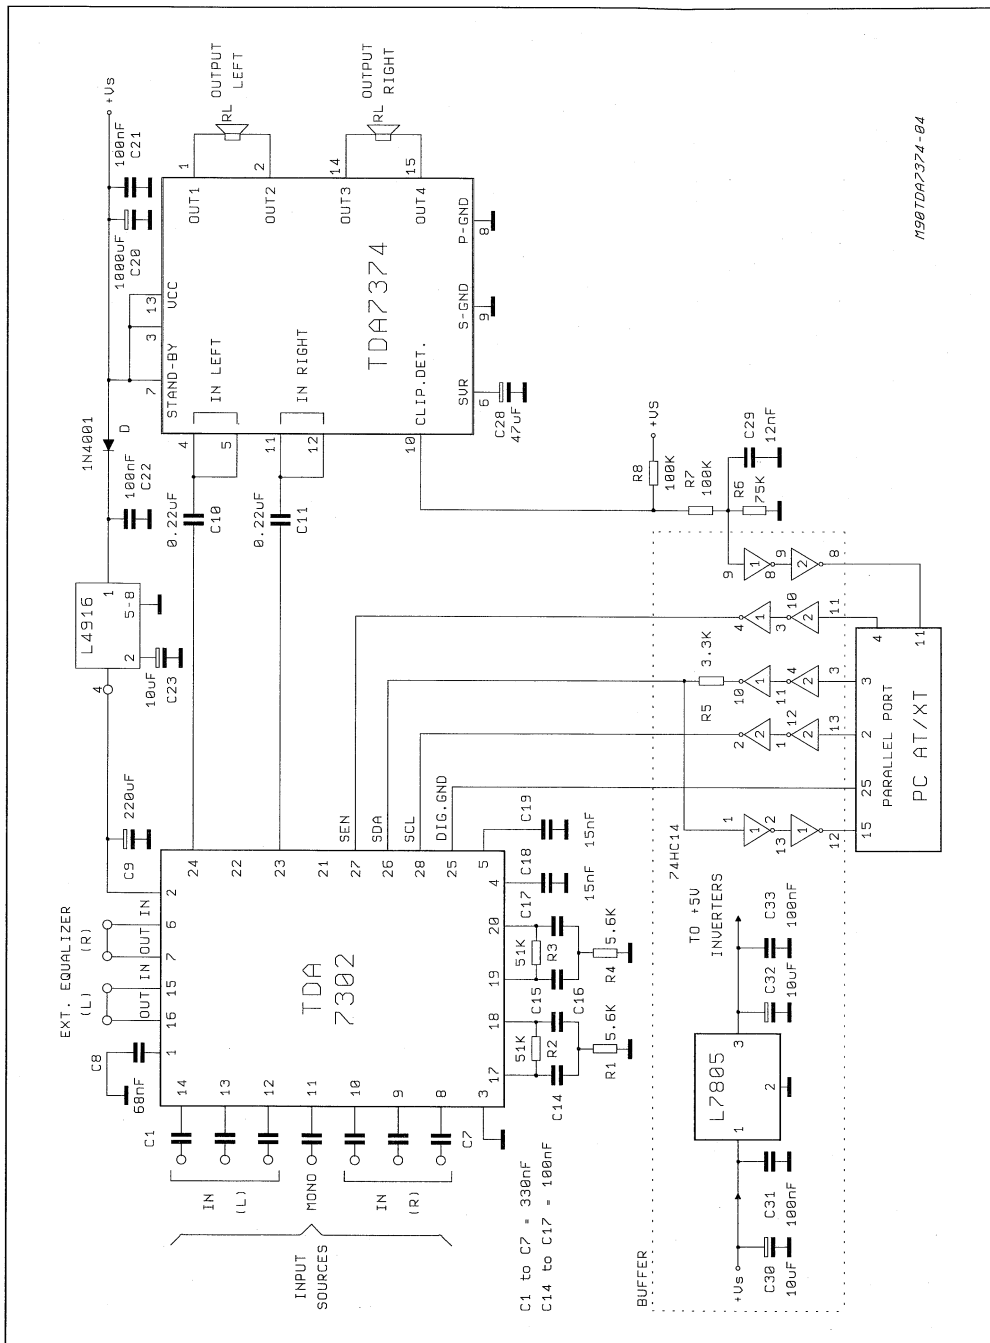 EXT. EQUALIZER
(L)
(R)
OUT IN OUT IN
C8
68nF
1
16
15
7
6
2
C9
220uF
4
L4916
2
1
5-8
10uF
C23
100nF
C22
1N4001
D
1000uF
C20
100nF
C21
+Vs
INPUT
SOURCES
IN
(L)
MONO
IN
(R)
C1
C7
14
13
12
11
10
9
8
3
TDA
7302
24
22
23
21
27
26
28
25
5
SEN
SDA
SCL
DIG.GND
17
18
19
20
4
C14
51K
R2
C15
R1
5.6K
C16
51K
R3
C17
R4
5.6K
C18
15nF
C19
15nF
C1 to C7 = 330nF
C14 to C17 = 100nF
0.22uF
C10
0.22uF
C11
7
3
13
STAND-BY
VCC
4
5
IN LEFT
11
12
IN RIGHT
10
CLIP.DET.
TDA7374
OUT1
1
OUT2
2
OUT3
14
OUT4
15
RL
OUTPUT
LEFT
RL
OUTPUT
RIGHT
SVR
6
S-GND
9
P-GND
8
C28
47uF
R8
100K
+VS
R7
100K
R6
75K
C29
12nF
BUFFER
+Vs
C30
10uF
C31
100nF
1
L7805
3
2
C32
10uF
C33
100nF
TO +5V
INVERTERS
74HC14
1
1
2
13
1
12
2
2
1
12
2
13
R5
3.3K
10
1
11
4
2
3
4
1
3
10
2
11
9
1
8
9
2
8
15
25
2
3
4
11
PARALLEL PORT
PC AT/XT
M90TDA7374-04